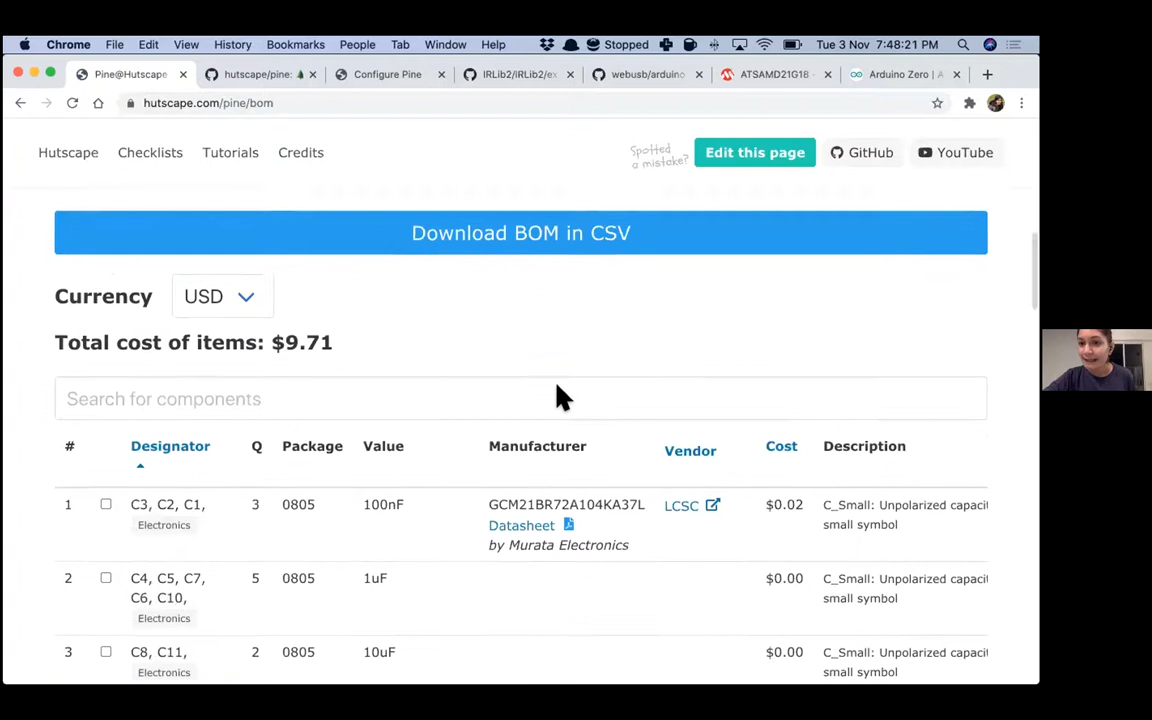 Chrome File Edit View History Bookmarks People Tab Window Help Stopped Tue 3 Nov 7:48:21 PM
Pine@Hutscape hutscape/pine: Configure Pine IRLib2/IRLib2/ex webusb/arduino ATSAMD21G18 - Arduino Zero | A
hutscape.com/pine/bom
Hutscape Checklists Tutorials Credits Spotted a mistake? Edit this page GitHub YouTube
Download BOM in CSV
Currency USD
Total cost of items: $9.71
Search for components
# Designator Q Package Value Manufacturer Vendor Cost Description
1 C3, C2, C1, 3 0805 100nF GCM21BR72A104KA37L LCSC $0.02 C_Small: Unpolarized capacit
Electronics Datasheet small symbol
by Murata Electronics
2 C4, C5, C7, 5 0805 1uF $0.00 C_Small: Unpolarized capacit
C6, C10, small symbol
Electronics
3 C8, C11, 2 0805 10uF $0.00 C_Small: Unpolarized capacit
Electronics small symbol